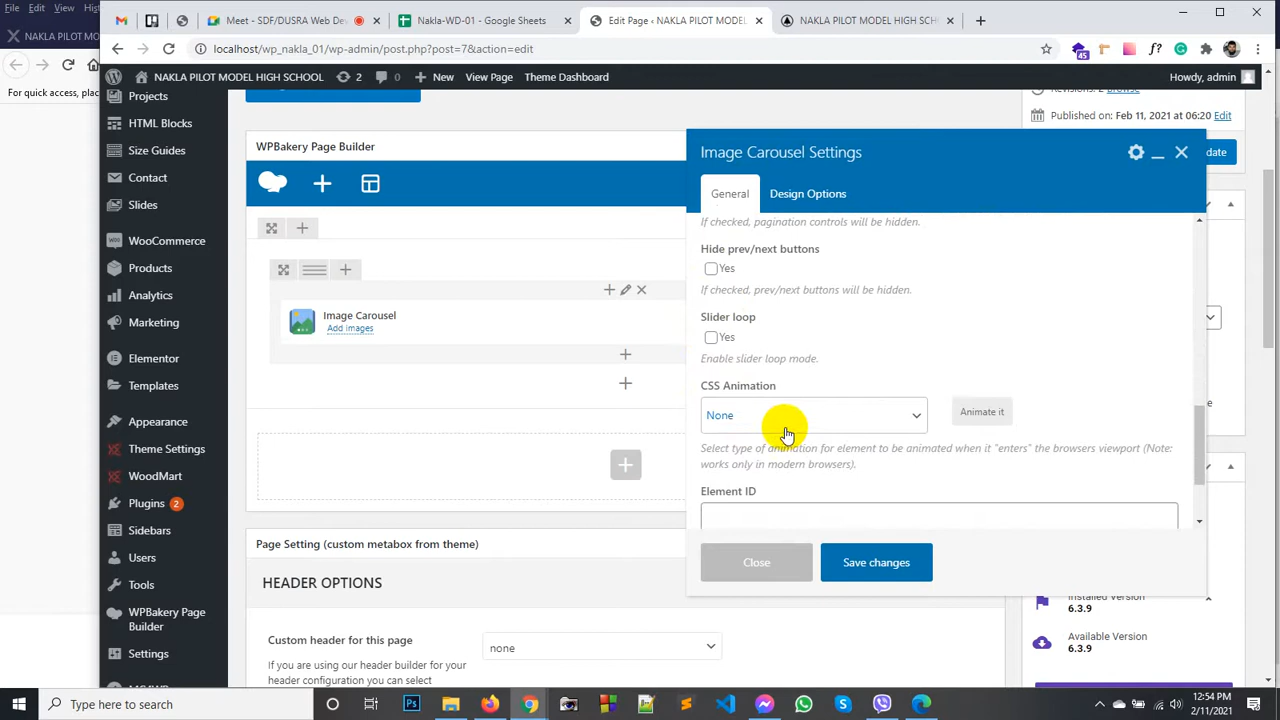 NAKLA PILOT MO
View History Bo
Meet - SDF/DUSRA Web Dev
Nakla-WD-01 - Google Sheets
Edit Page ‹ NAKLA PILOT MODEL
NAKLA PILOT MODEL HIGH SCH
localhost/wp_nakla_01/wp-admin/post.php?post=7&action=edit
45
f?
For quick access, plac
NAKLA PILOT MODEL HIGH SCHOOL
2
0
New
View Page
Theme Dashboard
Howdy, admin
Projects
HTML Blocks
Size Guides
Contact
Slides
WooCommerce
Products
Analytics
Marketing
Elementor
Templates
Appearance
Theme Settings
WoodMart
Plugins 2
Sidebars
Users
Tools
WPBakery Page
Builder
Settings
WPBakery Page Builder
Image Carousel
Add images
Page Setting (custom metabox from theme)
HEADER OPTIONS
Custom header for this page
none
If you are using our header builder for your
header configuration you can select
Revisions: 2 Browse
Published on: Feb 11, 2021 at 06:20 Edit
date
Image Carousel Settings
General
Design Options
If checked, pagination controls will be hidden.
Hide prev/next buttons
Yes
If checked, prev/next buttons will be hidden.
Slider loop
Yes
Enable slider loop mode.
CSS Animation
None
Animate it
Select type of animation for element to be animated when it "enters" the browsers viewport (Note:
works only in modern browsers).
Element ID
Close
Save changes
Installed Version
6.3.9
Available Version
6.3.9
Type here to search
12:54 PM
2/11/2021